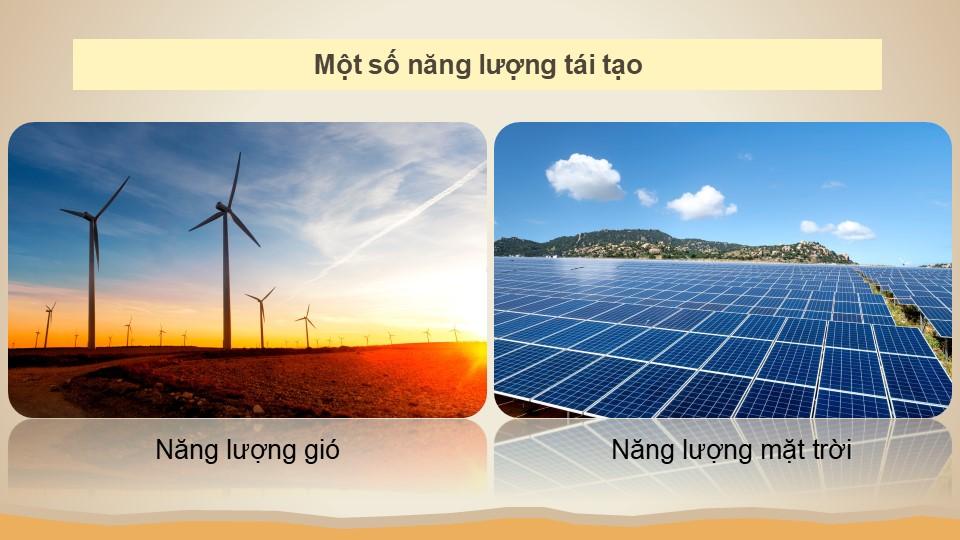 Một số năng lượng tái tạo
Năng lượng gió
Năng lượng mặt trời